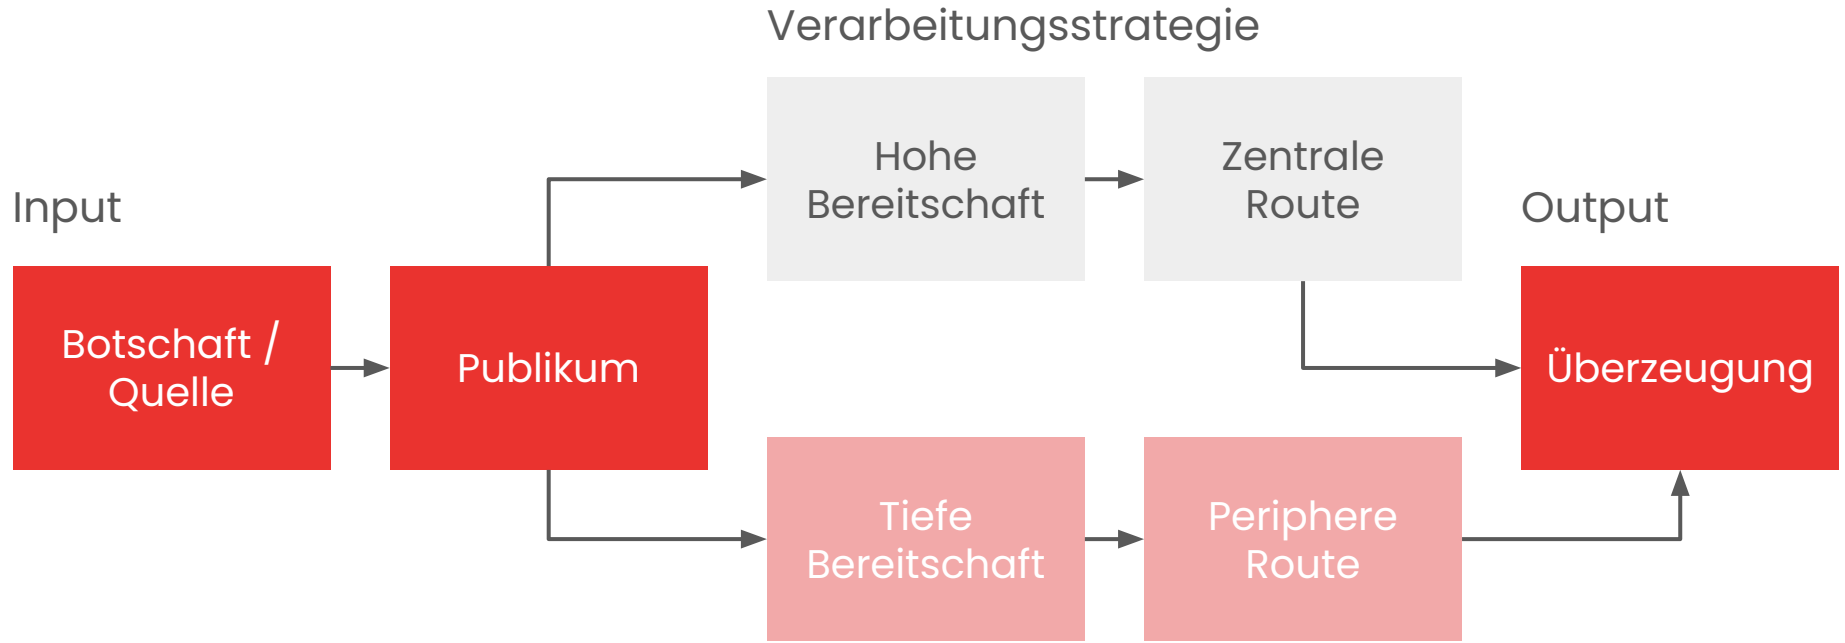 Verarbeitungsstrategie
Input
Botschaft /
Quelle
Publikum
Hohe
Bereitschaft
Zentrale
Route
Tiefe
Bereitschaft
Periphere
Route
Output
Überzeugung